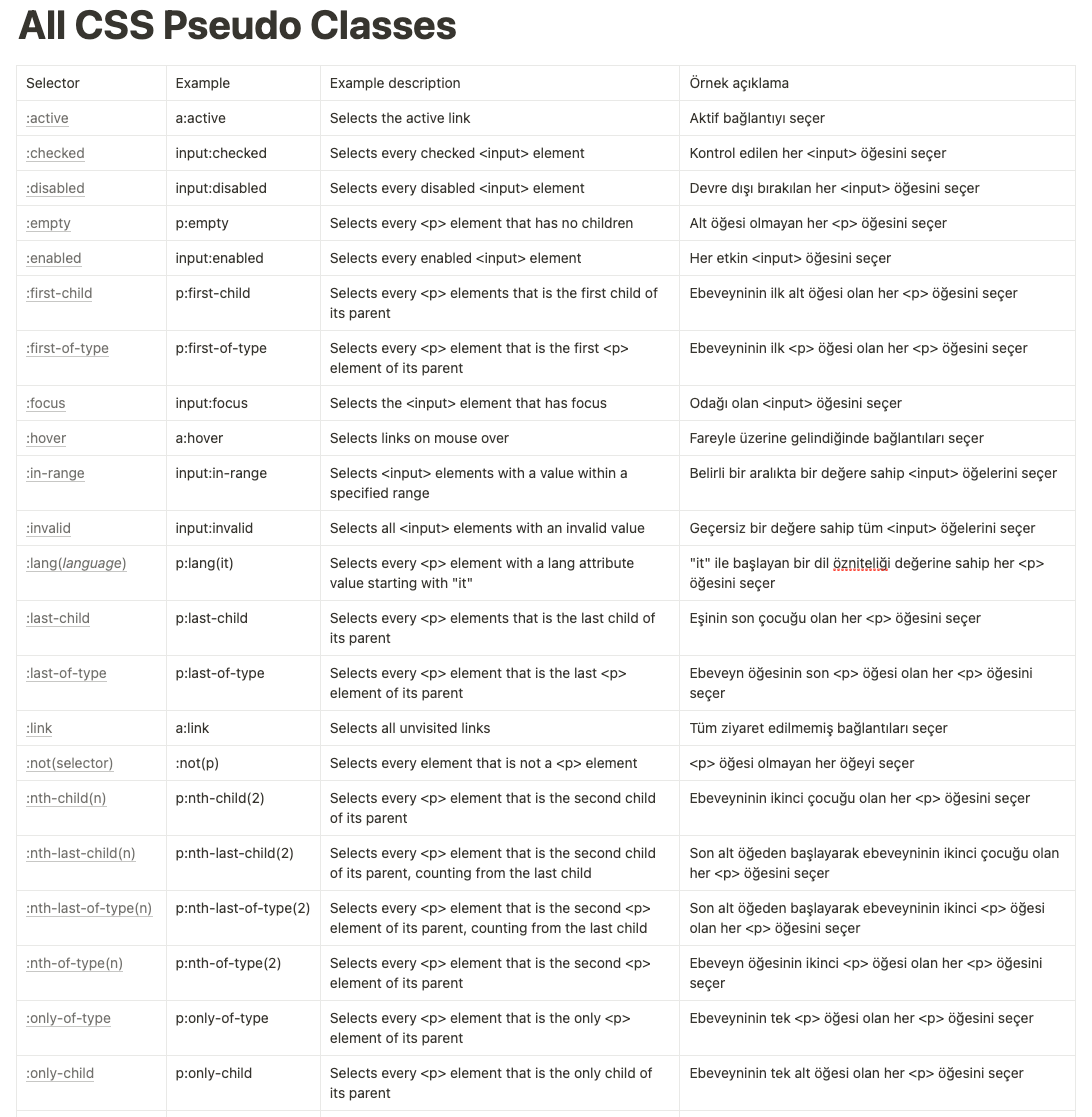 All CSS Pseudo Classes
Selector Example Example description Örnek açıklama
:active a:active Selects the active link Aktif bağlantıyı seçer
:checked input:checked Selects every checked <input> element Kontrol edilen her <input> öğesini seçer
:disabled input:disabled Selects every disabled <input> element Devre dışı bırakılan her <input> öğesini seçer
:empty p:empty Selects every <p> element that has no children Alt öğesi olmayan her <p> öğesini seçer
:enabled input:enabled Selects every enabled <input> element Her etkin <input> öğesini seçer
:first-child p:first-child Selects every <p> elements that is the first child of Ebeveyninin ilk alt öğesi olan her <p> öğesini seçer
its parent
:first-of-type p:first-of-type Selects every <p> element that is the first <p> Ebeveyninin ilk <p> öğesi olan her <p> öğesini seçer
element of its parent
:focus input:focus Selects the <input> element that has focus Odağı olan <input> öğesini seçer
:hover a:hover Selects links on mouse over Fareyle üzerine gelindiğinde bağlantıları seçer
:in-range input:in-range Selects <input> elements with a value within a Belirli bir aralıkta bir değere sahip <input> öğelerini seçer
specified range
:invalid input:invalid Selects all <input> elements with an invalid value Geçersiz bir değere sahip tüm <input> öğelerini seçer
:lang(language) p:lang(it) Selects every <p> element with a lang attribute "it" ile başlayan bir dil özniteliği değerine sahip her <p>
value starting with "it" öğesini seçer
:last-child p:last-child Selects every <p> elements that is the last child of Eşinin son çocuğu olan her <p> öğesini seçer
its parent
:last-of-type p:last-of-type Selects every <p> element that is the last <p> Ebeveyn öğesinin son <p> öğesi olan her <p> öğesini
element of its parent seçer
:link a:link Selects all unvisited links Tüm ziyaret edilmemiş bağlantıları seçer
:not(selector) :not(p) Selects every element that is not a <p> element <p> öğesi olmayan her öğeyi seçer
:nth-child(n) p:nth-child(2) Selects every <p> element that is the second child Ebeveyninin ikinci çocuğu olan her <p> öğesini seçer
of its parent
:nth-last-child(n) p:nth-last-child(2) Selects every <p> element that is the second child Son alt öğeden başlayarak ebeveyninin ikinci çocuğu olan
of its parent, counting from the last child her <p> öğesini seçer
:nth-last-of-type(n) p:nth-last-of-type(2) Selects every <p> element that is the second <p> Son alt öğeden başlayarak ebeveyninin ikinci <p> öğesi
element of its parent, counting from the last child olan her <p> öğesini seçer
:nth-of-type(n) p:nth-of-type(2) Selects every <p> element that is the second <p> Ebeveyn öğesinin ikinci <p> öğesi olan her <p> öğesini
element of its parent seçer
:only-of-type p:only-of-type Selects every <p> element that is the only <p> Ebeveyninin tek <p> öğesi olan her <p> öğesini seçer
element of its parent
:only-child p:only-child Selects every <p> element that is the only child of Ebeveyninin tek alt öğesi olan her <p> öğesini seçer
its parent